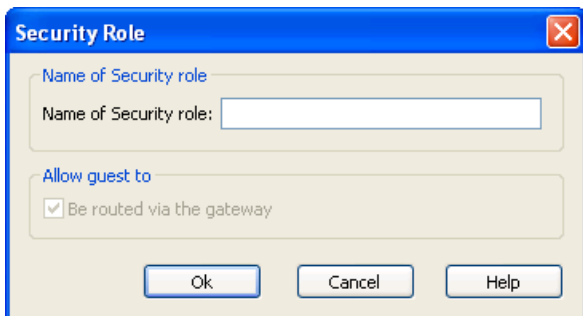 Security Role
Name of Security role
Name of Security role:
Allow guest to
Be routed via the gateway
Ok Cancel Help